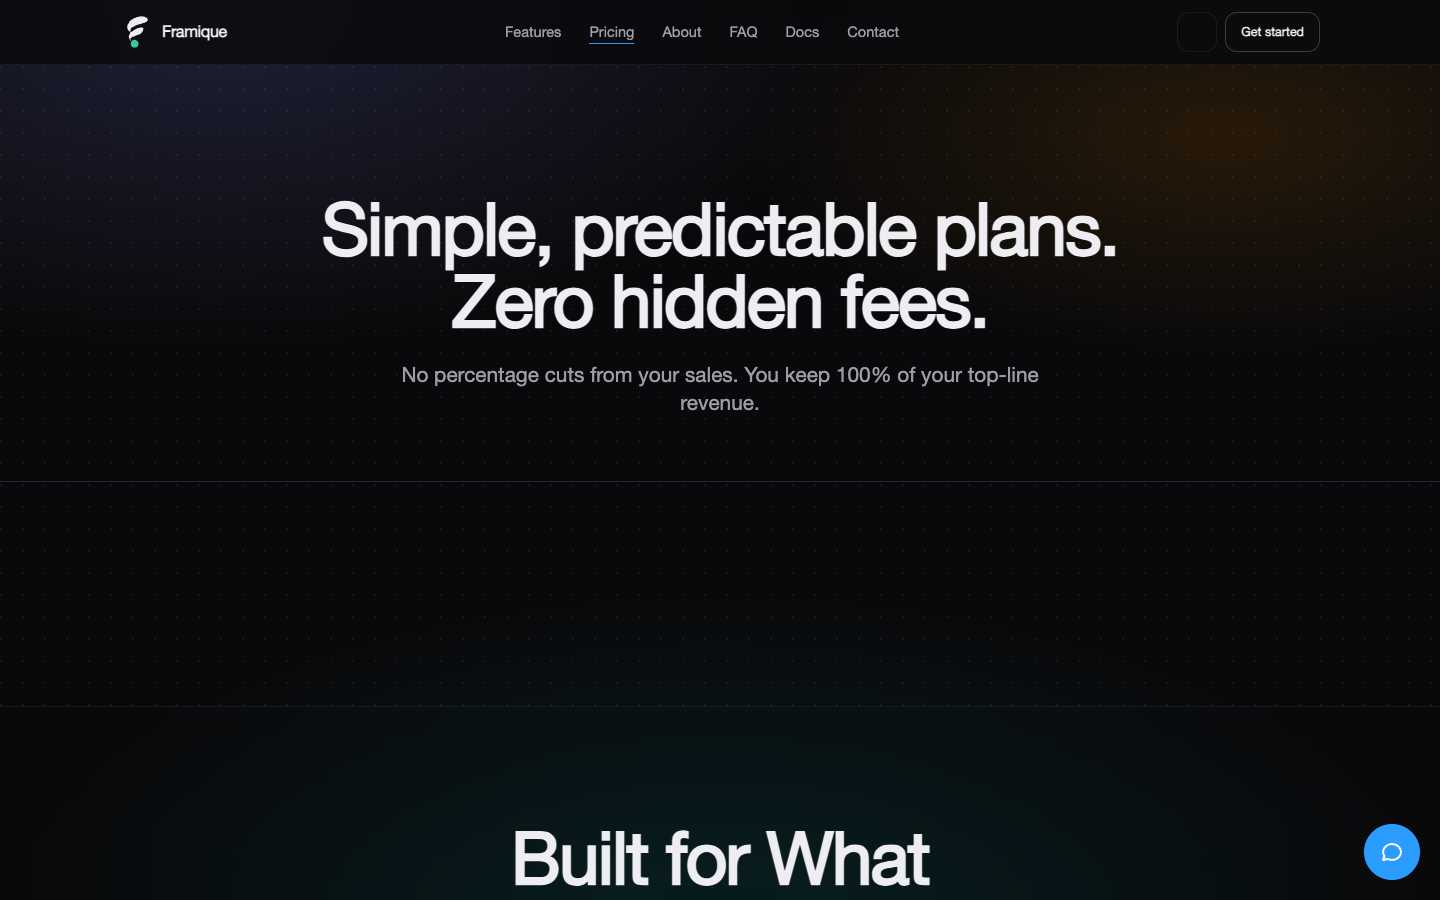 Framique
Features
Pricing
About
FAQ
Docs
Contact
Get started
Simple, predictable plans.
Zero hidden fees.
No percentage cuts from your sales. You keep 100% of your top-line
revenue.
Built for What